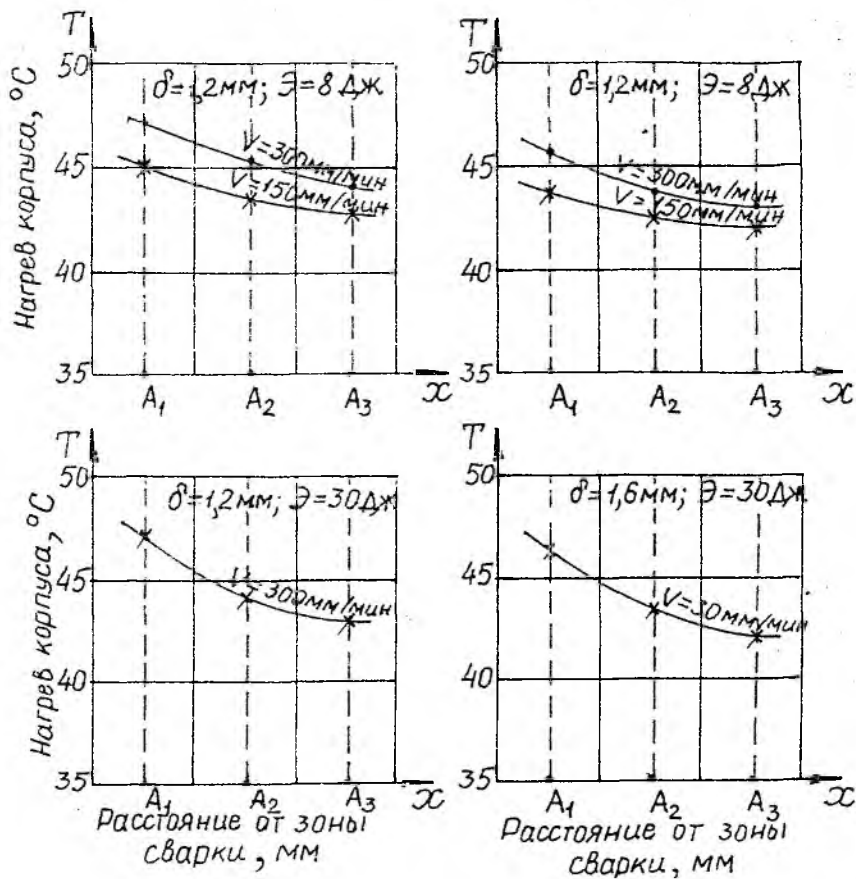 T
T
50
50
δ=1,2мм; Э=8Дж
δ=1,2мм; Э=8Дж
Нагрев корпуса, °C
V=300мм/мин
V=150мм/мин
V=300мм/мин
V=150мм/мин
45
45
40
40
35
35
A1 A2 A3 x
A1 A2 A3 x
T
T
50
50
δ=1,2мм; Э=30Дж
δ=1,6мм; Э=30Дж
Нагрев корпуса, °C
V=300мм/мин
V=30мм/мин
45
45
40
40
35
35
A1 A2 A3 x
A1 A2 A3 x
Расстояние от зоны
сварки, мм
Расстояние от зоны
сварки, мм